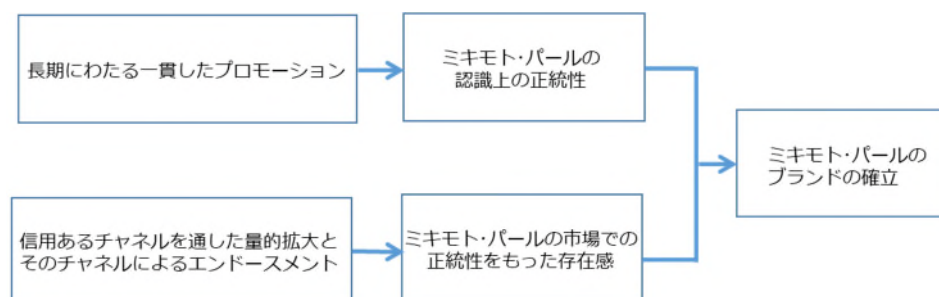 長期にわたる一貫したプロモーション
ミキモト・パールの
認識上の正統性
信用あるチャネルを通した量的拡大と
そのチャネルによるエンドースメント
ミキモト・パールの市場での
正統性をもった存在感
ミキモト・パールの
ブランドの確立